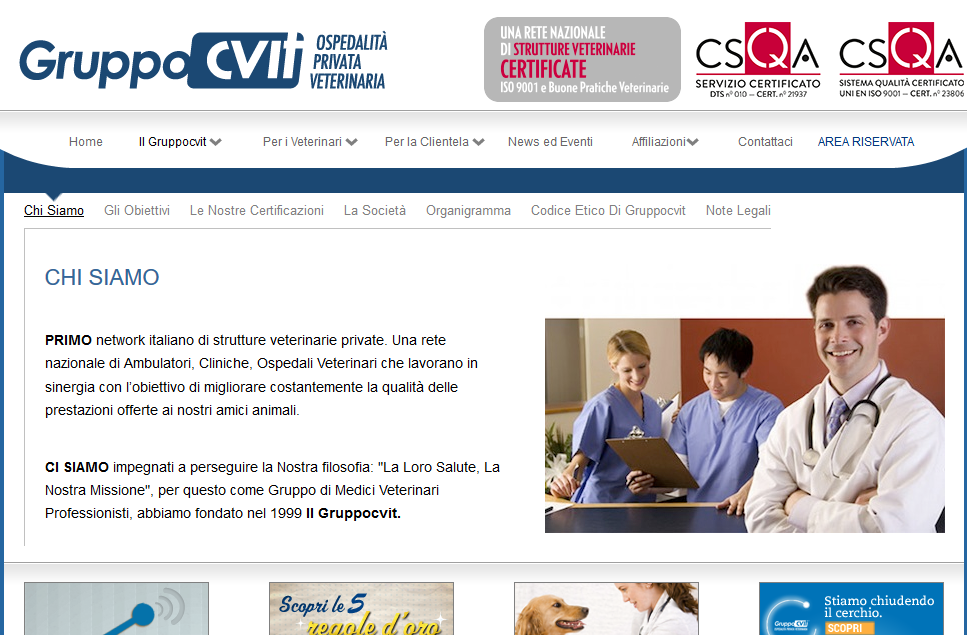 GruppoCVIt
OSPEDALITÀ
PRIVATA
VETERINARIA
UNA RETE NAZIONALE
DI STRUTTURE VETERINARIE
CERTIFICATE
ISO 9001 e Buone Pratiche Veterinarie
CSQA
SERVIZIO CERTIFICATO
DTS nº 010 – CERT. nº 21937
CSQA
SISTEMA QUALITÀ CERTIFICATO
UNI EN ISO 9001 – CERT. nº 23806
Home Il Gruppocvit Per i Veterinari Per la Clientela News ed Eventi Affiliazioni Contattaci AREA RISERVATA
Chi Siamo Gli Obiettivi Le Nostre Certificazioni La Società Organigramma Codice Etico Di Gruppocvit Note Legali
CHI SIAMO
PRIMO network italiano di strutture veterinarie private. Una rete
nazionale di Ambulatori, Cliniche, Ospedali Veterinari che lavorano in
sinergia con l'obiettivo di migliorare costantemente la qualità delle
prestazioni offerte ai nostri amici animali.
CI SIAMO impegnati a perseguire la Nostra filosofia: "La Loro Salute, La
Nostra Missione", per questo come Gruppo di Medici Veterinari
Professionisti, abbiamo fondato nel 1999 Il Gruppocvit.
Scopri le 5
regole d'oro
Stiamo chiudendo
il cerchio.
GruppoCVIt
SCOPRI